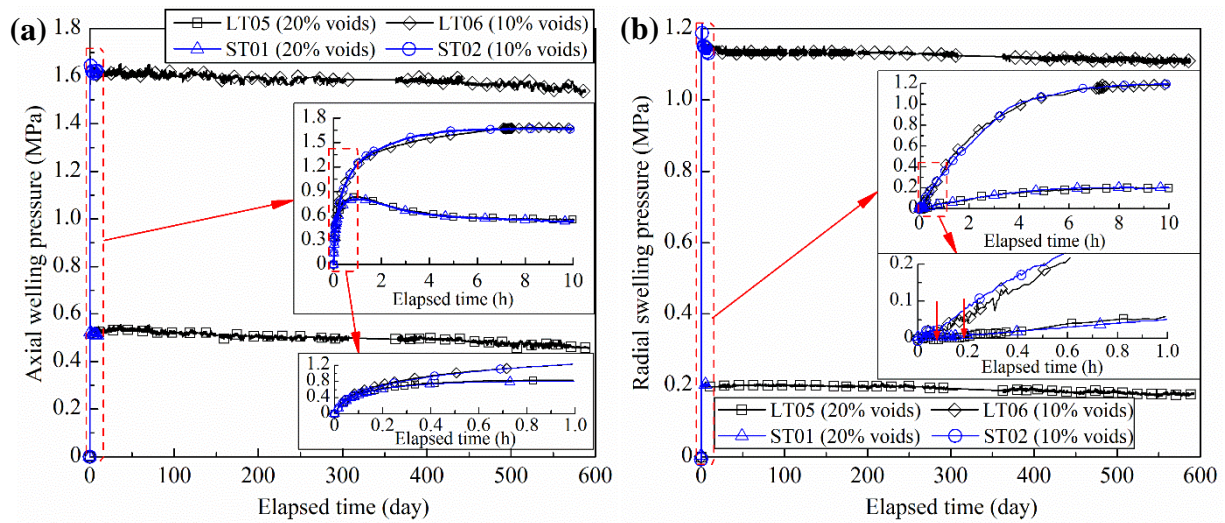 (a)
LT05 (20% voids) LT06 (10% voids)
ST01 (20% voids) ST02 (10% voids)
Axial welling pressure (MPa)
1.8
1.6
1.4
1.2
1.0
0.8
0.6
0.4
0.2
0
0 100 200 300 400 500 600
Elapsed time (day)
1.8
1.5
1.2
0.9
0.6
0.3
0
0 2 4 6 8 10
Elapsed time (h)
1.2
0.8
0.4
0
0 0.2 0.4 0.6 0.8 1.0
Elapsed time (h)
(b)
Radial swelling pressure (MPa)
1.2
1.0
0.8
0.6
0.4
0.2
0
0 100 200 300 400 500 600
Elapsed time (day)
1.2
1.0
0.8
0.6
0.4
0.2
0
0 2 4 6 8 10
Elapsed time (h)
0.2
0.1
0
0 0.2 0.4 0.6 0.8 1.0
Elapsed time (h)
LT05 (20% voids) LT06 (10% voids)
ST01 (20% voids) ST02 (10% voids)